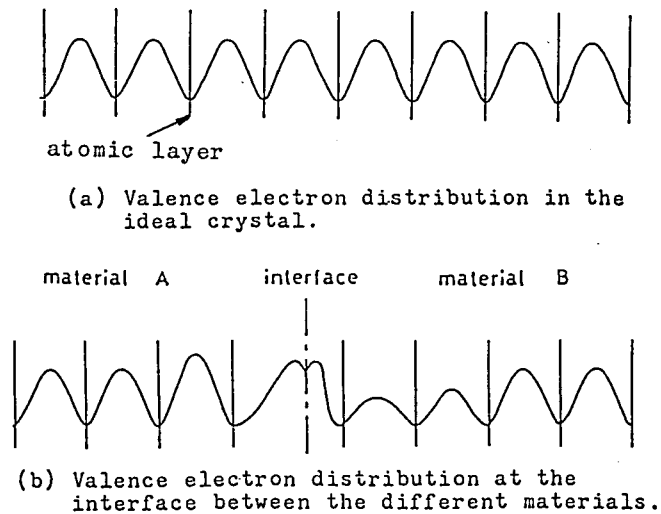 atomic layer
(a) Valence electron distribution in the
ideal crystal.
material A interface material B
(b) Valence electron distribution at the
interface between the different materials.